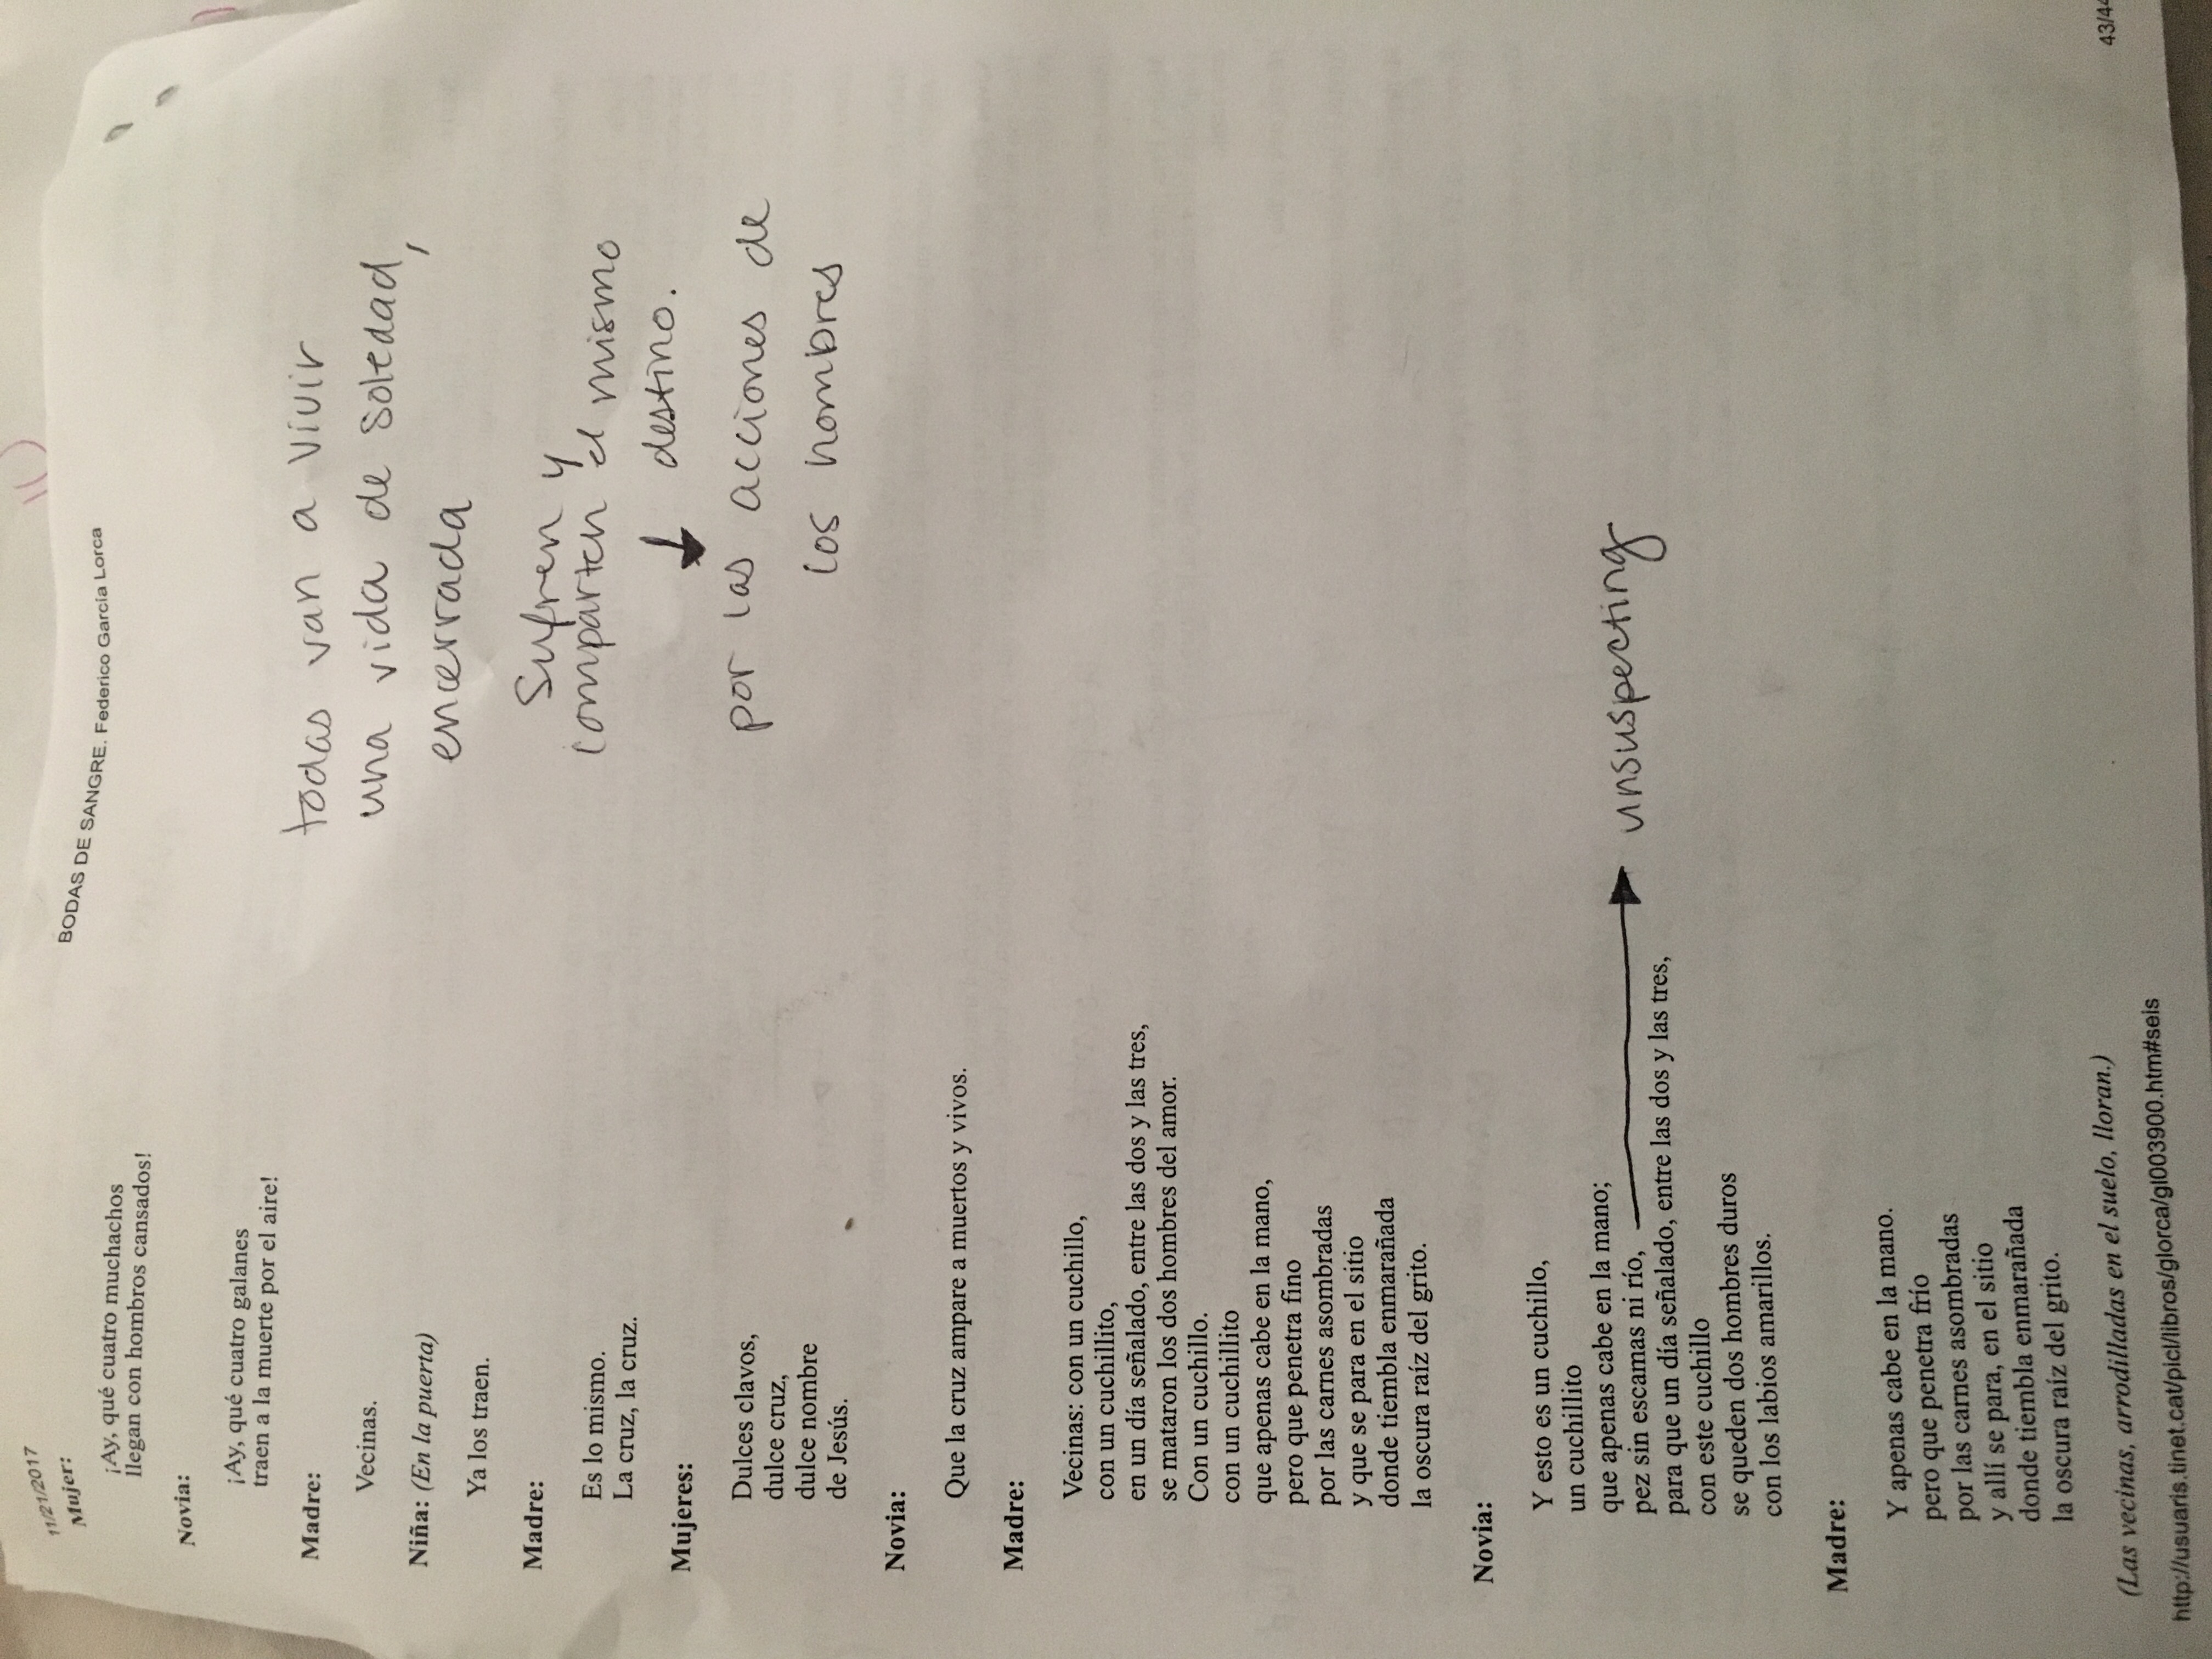 11/21/2017
BODAS DE SANGRE. Federico García Lorca
Mujer:
¡Ay, qué cuatro muchachos
llegan con hombros cansados!
Novia:
¡Ay, qué cuatro galanes
traen a la muerte por el aire!
Madre:
Vecinas.
Niña: (En la puerta)
Ya los traen.
Madre:
Es lo mismo.
La cruz, la cruz.
Mujeres:
Dulces clavos,
dulce cruz,
dulce nombre
de Jesús.
Novia:
Que la cruz ampare a muertos y vivos.
Madre:
Vecinas: con un cuchillo,
con un cuchillito,
en un día señalado, entre las dos y las tres,
se mataron los dos hombres del amor.
Con un cuchillo.
con un cuchillito
que apenas cabe en la mano,
pero que penetra fino
por las carnes asombradas
y que se para en el sitio
donde tiembla enmarañada
la oscura raíz del grito.
Novia:
Y esto es un cuchillo,
un cuchillito
que apenas cabe en la mano;
pez sin escamas ni río,
para que un día señalado, entre las dos y las tres,
con este cuchillo
se queden dos hombres duros
con los labios amarillos.
Madre:
Y apenas cabe en la mano.
pero que penetra frío
por las carnes asombradas
y allí se para, en el sitio
donde tiembla enmarañada
la oscura raíz del grito.
(Las vecinas, arrodilladas en el suelo, lloran.)
http://usuaris.tinet.cat/picl/libros/glorca/gl003900.htm#seis
43/44
todas van a vivir
una vida de soledad,
encerrada
Sufren y
comparten el mismo
destino.
por las acciones de
los hombres
unsuspecting